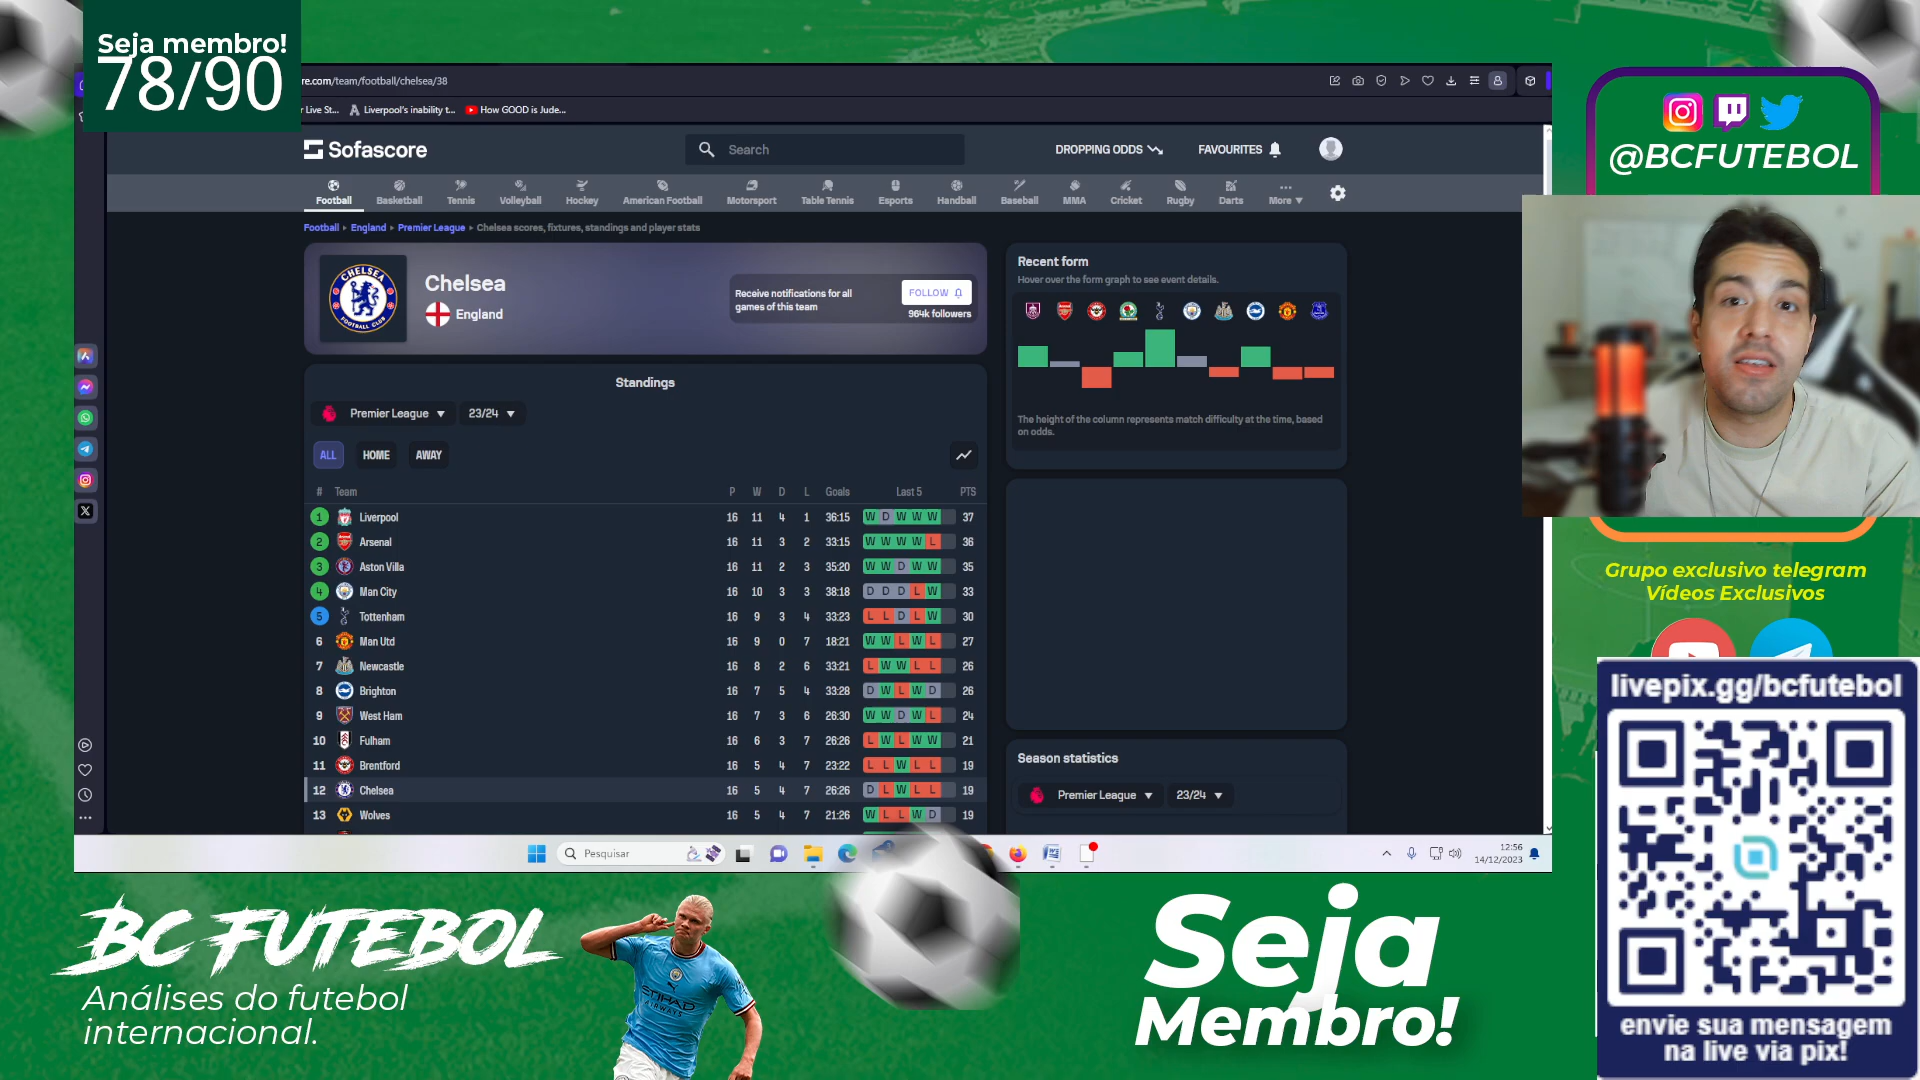 Seja membro!
78/90
re.com/team/football/chelsea/38
r Live St...
Liverpool's inability t...
How GOOD is Jude...
Sofascore
Search
DROPPING ODDS
FAVOURITES
Football
Basketball
Tennis
Volleyball
Hockey
American Football
Motorsport
Table Tennis
Esports
Handball
Baseball
MMA
Cricket
Rugby
Darts
More
Football England Premier League Chelsea scores, fixtures, standings and player stats
Chelsea
England
Receive notifications for all
games of this team
FOLLOW
964k followers
Standings
Premier League
23/24
ALL
HOME
AWAY
# Team P W D L Goals Last 5 PTS
1 Liverpool 16 11 4 1 36:15 W D W W W 37
2 Arsenal 16 11 3 2 33:15 W W W W L 36
3 Aston Villa 16 11 2 3 35:20 W W D W W 35
4 Man City 16 10 3 3 38:18 D D D L W 33
5 Tottenham 16 9 3 4 33:23 L L D L W 30
6 Man Utd 16 9 0 7 18:21 W W L W L 27
7 Newcastle 16 8 2 6 33:21 L W W L L 26
8 Brighton 16 7 5 4 33:28 D W L W D 26
9 West Ham 16 7 3 6 26:30 W W D W L 24
10 Fulham 16 6 3 7 26:26 L W L W W 21
11 Brentford 16 5 4 7 23:22 L L W L L 19
12 Chelsea 16 5 4 7 26:26 D L W L L 19
13 Wolves 16 5 4 7 21:26 W L L W D 19
Recent form
Hover over the form graph to see event details.
The height of the column represents match difficulty at the time, based
on odds.
Season statistics
Premier League
23/24
Pesquisar
12:56
14/12/2023
@BCFUTEBOL
Grupo exclusivo telegram
Vídeos Exclusivos
livepix.gg/bcfutebol
envie sua mensagem
na live via pix!
BC FUTEBOL
Análises do futebol
internacional.
ETIHAD
AIRWAYS
Seja
Membro!